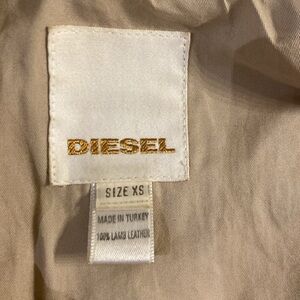 DIESEL
SIZE XS
MADE IN TURKEY
100% LAMB LEATHER